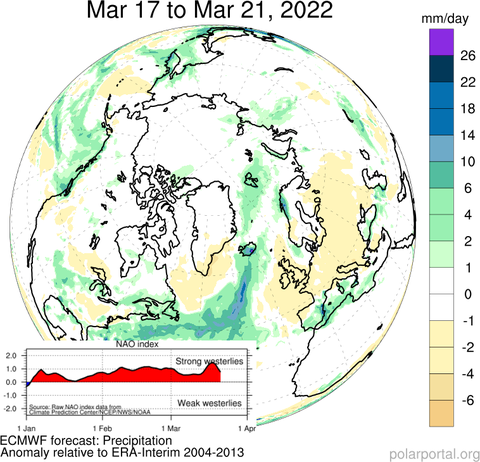 Mar 17 to Mar 21, 2022
mm/day
26
22
18
14
10
6
4
2
1
0
-1
-2
-4
-6
NAO index
2.0
1.0
0.0
-1.0
-2.0
Strong westerlies
Weak westerlies
Source: Raw NAO index data from
Climate Prediction Center/NCEP/NWS/NOAA
1 Jan 1 Feb 1 Mar 1 Apr
ECMWF forecast: Precipitation
Anomaly relative to ERA-Interim 2004-2013
polarportal.org